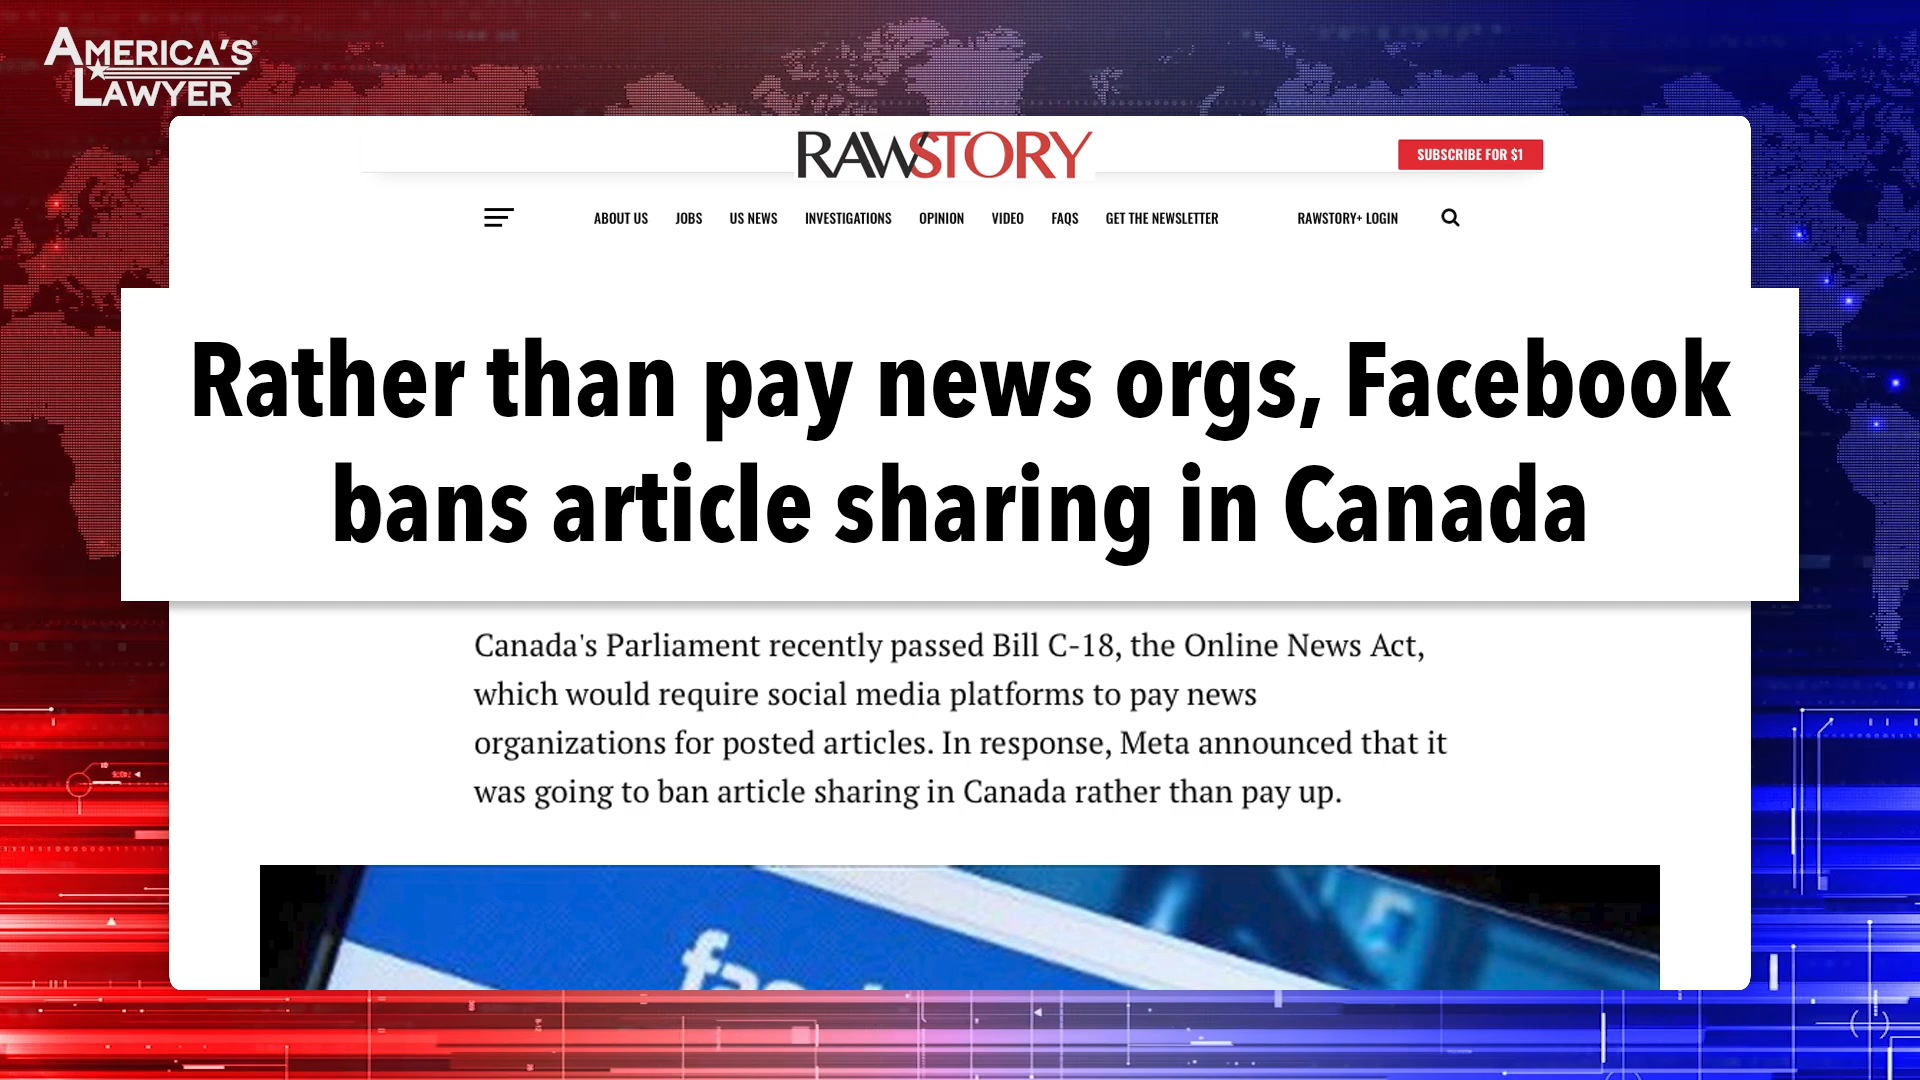 AMERICA'S
LAWYER
RAWSTORY
SUBSCRIBE FOR $1
ABOUT US JOBS US NEWS INVESTIGATIONS OPINION VIDEO FAQS GET THE NEWSLETTER RAWSTORY+ LOGIN
Rather than pay news orgs, Facebook
bans article sharing in Canada
Canada's Parliament recently passed Bill C-18, the Online News Act,
which would require social media platforms to pay news
organizations for posted articles. In response, Meta announced that it
was going to ban article sharing in Canada rather than pay up.